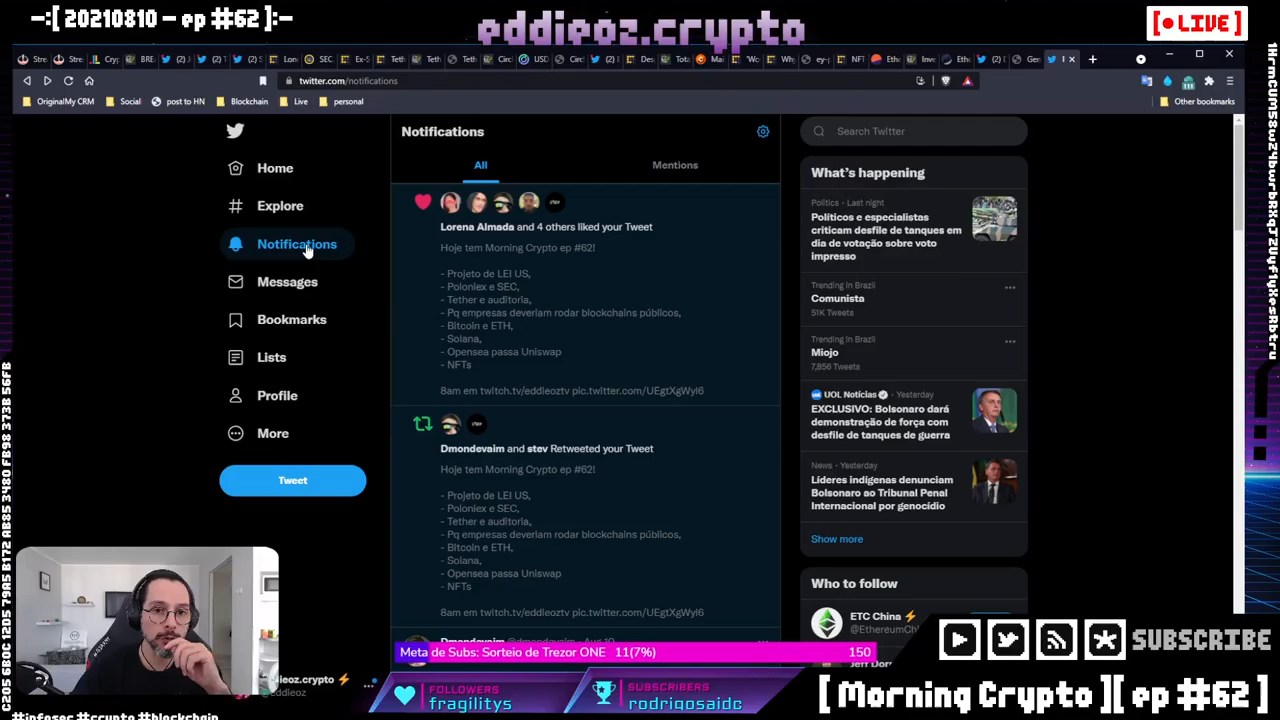 -:[ 20210810 - ep #62]:-
eddieoz.crypto
[● LIVE]
twitter.com/notifications
OriginalMy CRM
Social
post to HN
Blockchain
Live
personal
Other bookmarks
Home
Explore
Notifications
Messages
Bookmarks
Lists
Profile
More
Tweet
Notifications
All
Mentions
Lorena Almada and 4 others liked your Tweet
Hoje tem Morning Crypto ep #62!
- Projeto de LEI US,
- Poloniex e SEC,
- Tether e auditoria,
- Pq empresas deveriam rodar blockchains públicos,
- Bitcoin e ETH,
- Solana,
- Opensea passa Uniswap
- NFTs
8am em twitch.tv/eddieoztv pic.twitter.com/UEgtXgWyl6
Dmondevaim and stev Retweeted your Tweet
Hoje tem Morning Crypto ep #62!
- Projeto de LEI US,
- Poloniex e SEC,
- Tether e auditoria,
- Pq empresas deveriam rodar blockchains públicos,
- Bitcoin e ETH,
- Solana,
- Opensea passa Uniswap
- NFTs
8am em twitch.tv/eddieoztv pic.twitter.com/UEgtXgWyl6
Dmondevaim @dmondevaim · Aug 10
Search Twitter
What's happening
Politics · Last night
Políticos e especialistas
criticam desfile de tanques em
dia de votação sobre voto
impresso
Trending in Brazil
Comunista
51K Tweets
Trending in Brazil
Miojo
7,856 Tweets
UOL Notícias · Yesterday
EXCLUSIVO: Bolsonaro dará
demonstração de força com
desfile de tanques de guerra
News · Yesterday
Líderes indígenas denunciam
Bolsonaro ao Tribunal Penal
Internacional por genocídio
Show more
Who to follow
ETC China ⚡
Meta de Subs: Sorteio de Trezor ONE 11(7%)
150
eddieoz
FOLLOWERS
fragilitys
SUBSCRIBERS
rodrigosaidc
SUBSCRIBE
[ Morning Crypto ][ ep #62 ]
#infosec #crypto #blockchain